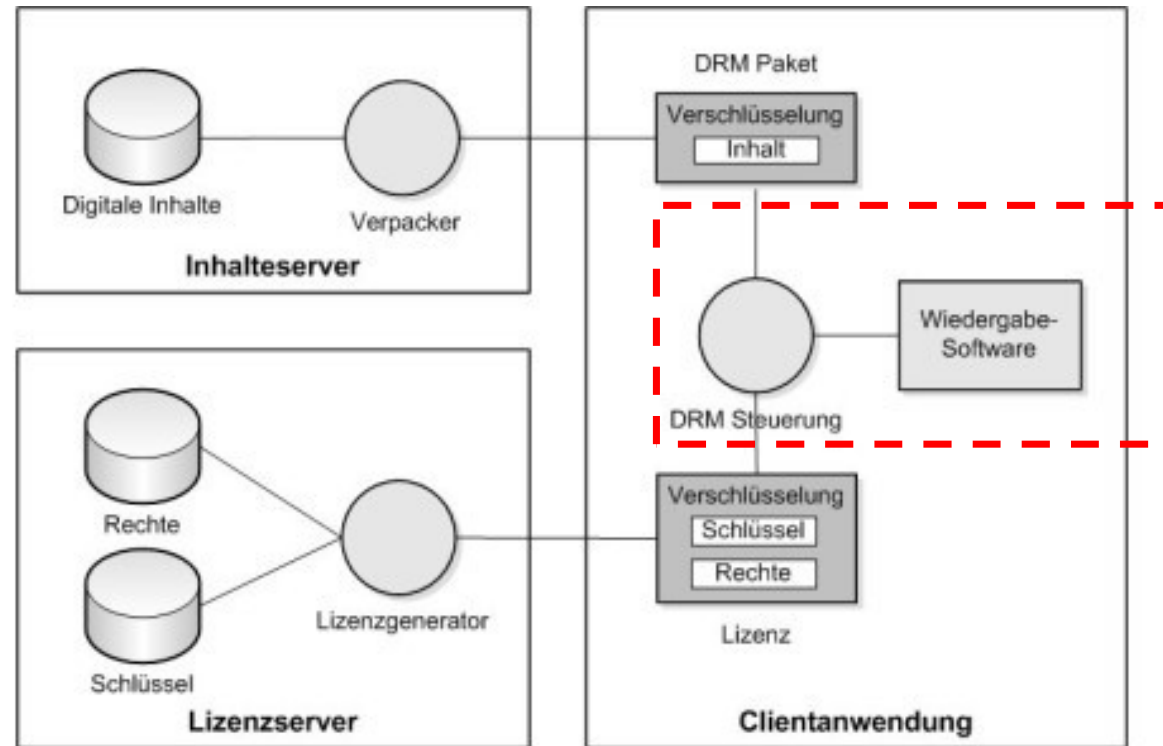 Digitale Inhalte
Verpacker
Inhalteserver
Rechte
Schlüssel
Lizenzgenerator
Lizenzserver
DRM Paket
Verschlüsselung
Inhalt
DRM Steuerung
Wiedergabe-
Software
Verschlüsselung
Schlüssel
Rechte
Lizenz
Clientanwendung